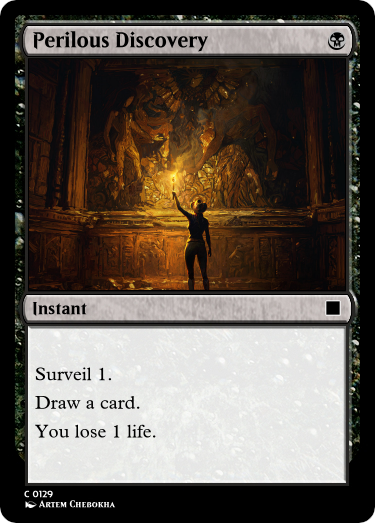 Perilous Discovery
Instant
Surveil 1.
Draw a card.
You lose 1 life.
C 0129
Artem Chebokha